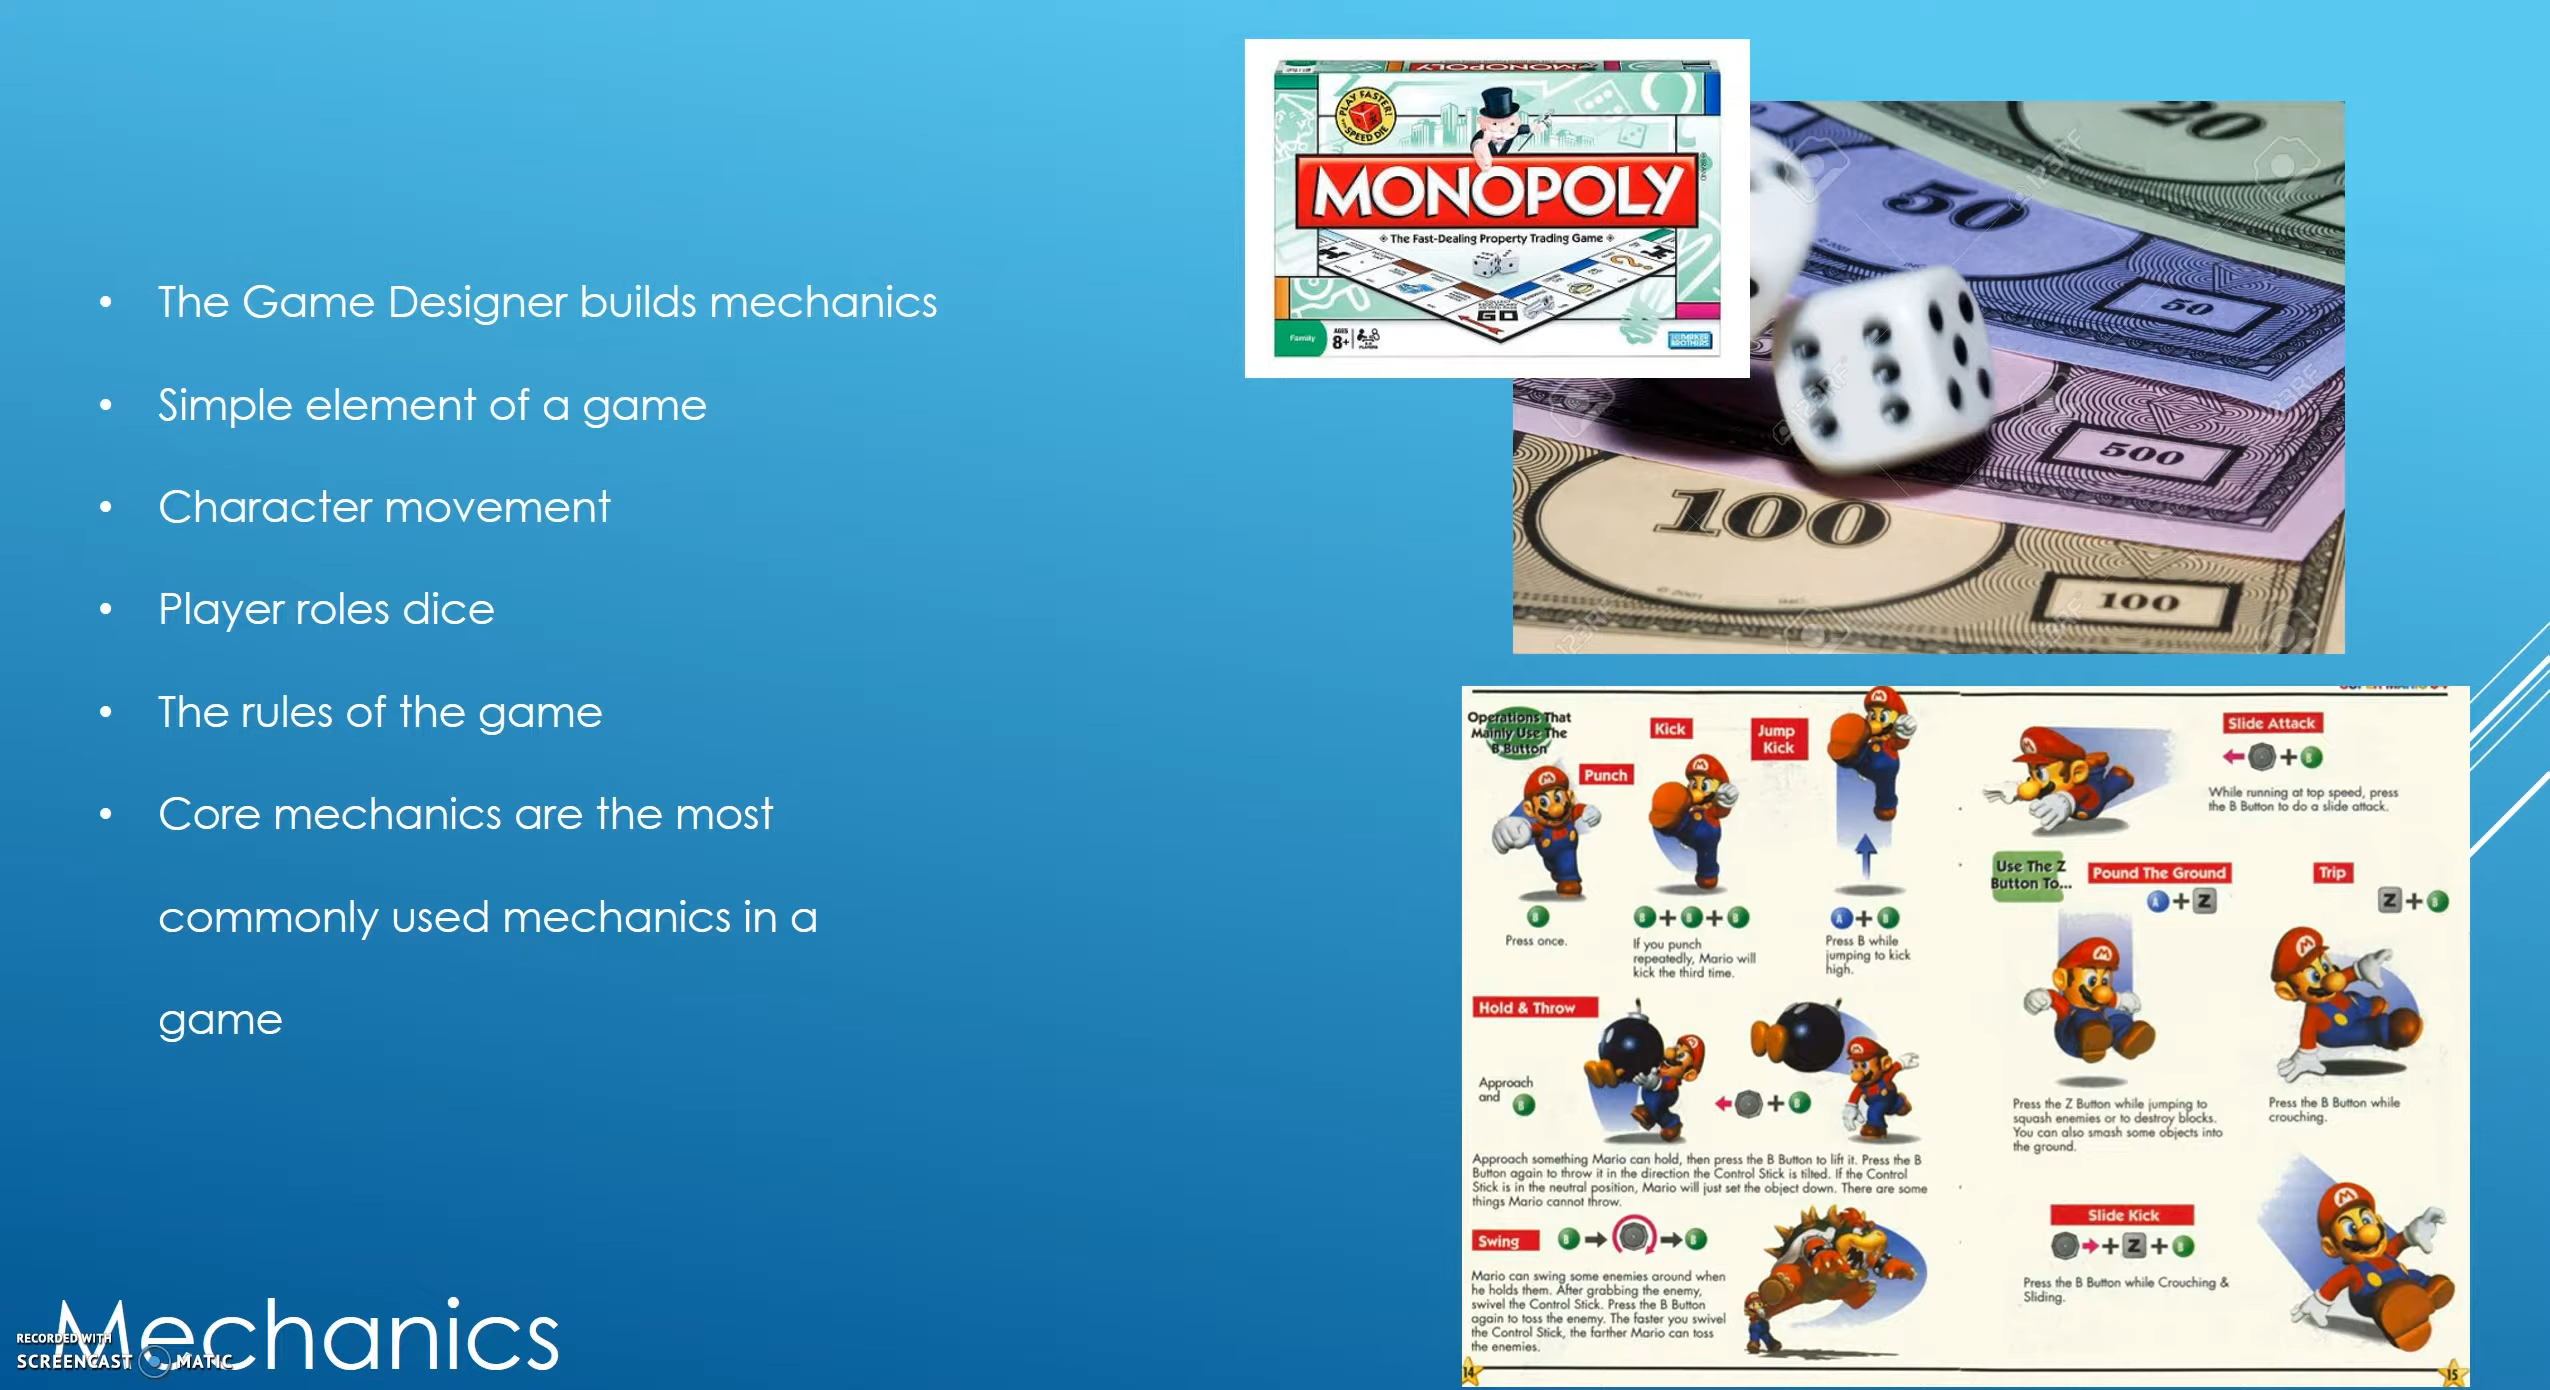 • The Game Designer builds mechanics
• Simple element of a game
• Character movement
• Player roles dice
• The rules of the game
• Core mechanics are the most
commonly used mechanics in a
game
Mechanics
RECORDED WITH
SCREENCAST MATIC
MONOPOLY
PLAY FASTER!
SPEED DIE
MONOPOLY
The Fast-Dealing Property Trading Game
GO
Family
AGES
8+
PARKER
BROTHERS
20
50
50
500
100
100
Operations That
Mainly Use The
B Button
Punch
B
Press once.
Kick
B + B + B
If you punch
repeatedly, Mario will
kick the third time.
Jump
Kick
A + B
Press B while
jumping to kick
high.
Hold & Throw
Approach
and B
+ B
Approach something Mario can hold, then press the B Button to lift it. Press the B
Button again to throw it in the direction the Control Stick is tilted. If the Control
Stick is in the neutral position, Mario will just set the object down. There are some
things Mario cannot throw.
Swing
B B
Mario can swing some enemies around when
he holds them. After grabbing the enemy,
swivel the Control Stick. Press the B Button
again to toss the enemy. The faster you swivel
the Control Stick, the farther Mario can toss
the enemies.
14
Slide Attack
+ B
While running at top speed, press
the B Button to do a slide attack.
Use The Z
Button To...
Pound The Ground
A + Z
Press the Z Button while jumping to
squash enemies or to destroy blocks.
You can also smash some objects into
the ground.
Trip
Z + B
Press the B Button while
crouching.
Slide Kick
+ Z + B
Press the B Button while Crouching &
Sliding.
15